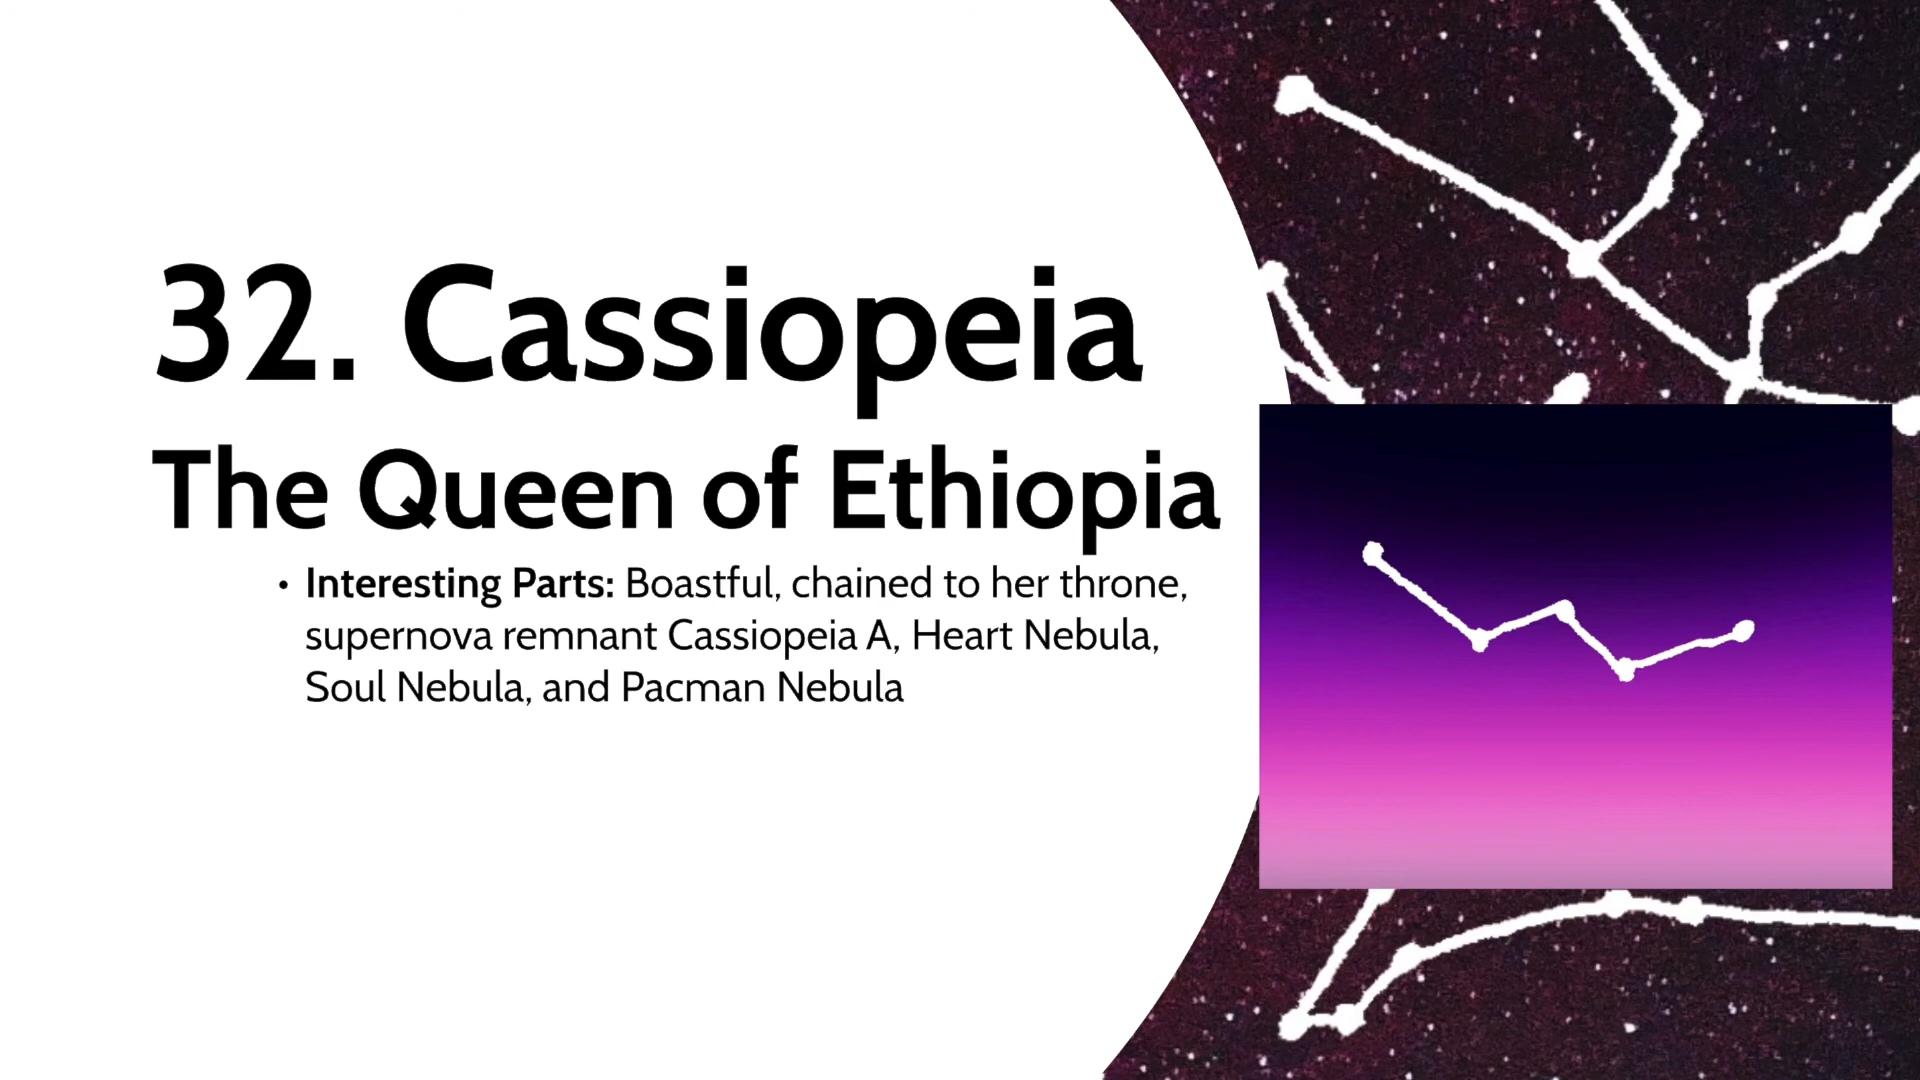 32. Cassiopeia
The Queen of Ethiopia
• Interesting Parts: Boastful, chained to her throne,
supernova remnant Cassiopeia A, Heart Nebula,
Soul Nebula, and Pacman Nebula